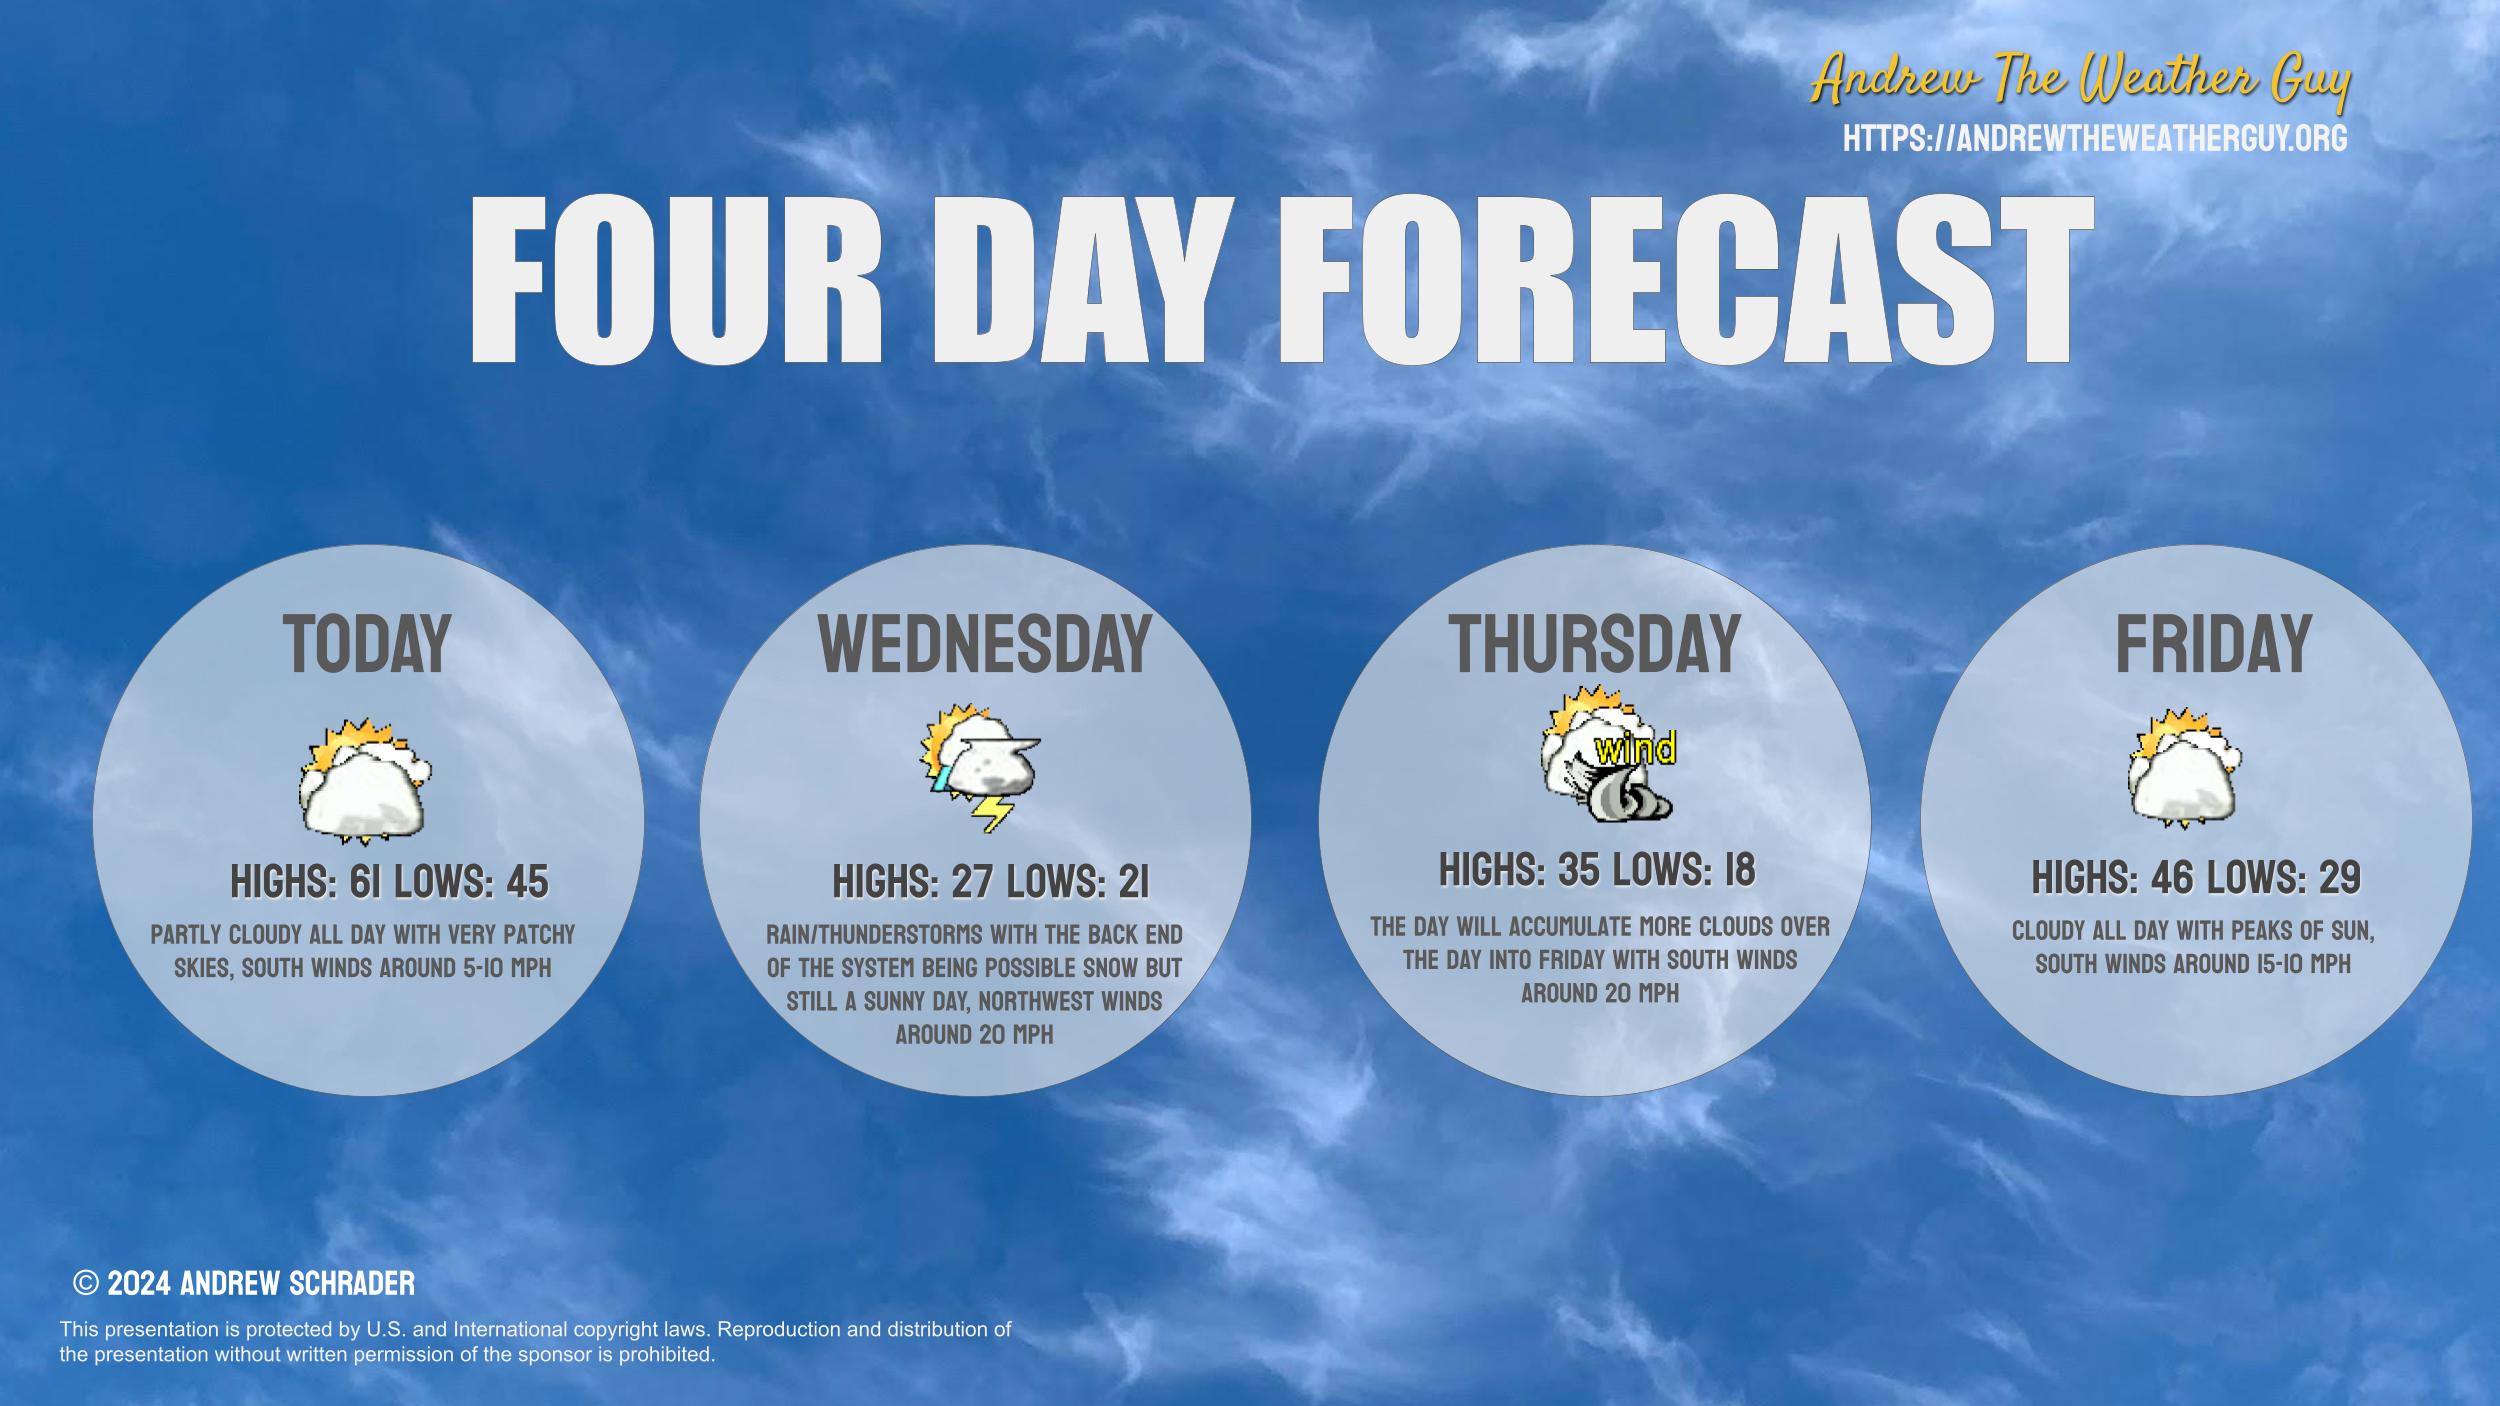 Andrew The Weather Guy
HTTPS://ANDREWTHEWEATHERGUY.ORG
FOUR DAY FORECAST
TODAY
HIGHS: 61 LOWS: 45
PARTLY CLOUDY ALL DAY WITH VERY PATCHY
SKIES, SOUTH WINDS AROUND 5-10 MPH
WEDNESDAY
HIGHS: 27 LOWS: 21
RAIN/THUNDERSTORMS WITH THE BACK END
OF THE SYSTEM BEING POSSIBLE SNOW BUT
STILL A SUNNY DAY, NORTHWEST WINDS
AROUND 20 MPH
THURSDAY
wind
HIGHS: 35 LOWS: 18
THE DAY WILL ACCUMULATE MORE CLOUDS OVER
THE DAY INTO FRIDAY WITH SOUTH WINDS
AROUND 20 MPH
FRIDAY
HIGHS: 46 LOWS: 29
CLOUDY ALL DAY WITH PEAKS OF SUN,
SOUTH WINDS AROUND 15-10 MPH
© 2024 ANDREW SCHRADER
This presentation is protected by U.S. and International copyright laws. Reproduction and distribution of
the presentation without written permission of the sponsor is prohibited.